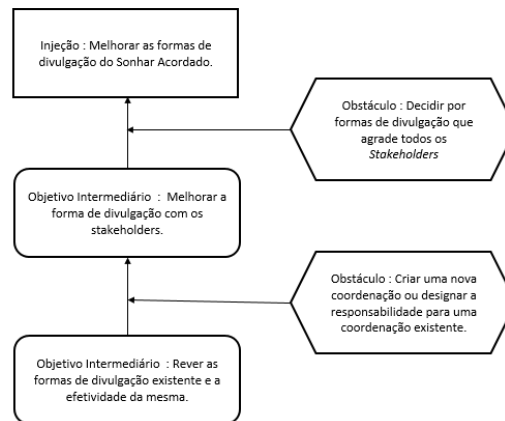 Injeção : Melhorar as formas de
divulgação do Sonhar Acordado.
Obstáculo : Decidir por
formas de divulgação que
agrade todos os
Stakeholders
Objetivo Intermediário : Melhorar a
forma de divulgação com os
stakeholders.
Obstáculo : Criar uma nova
coordenação ou designar a
responsabilidade para uma
coordenação existente.
Objetivo Intermediário : Rever as
formas de divulgação existente e a
efetividade da mesma.